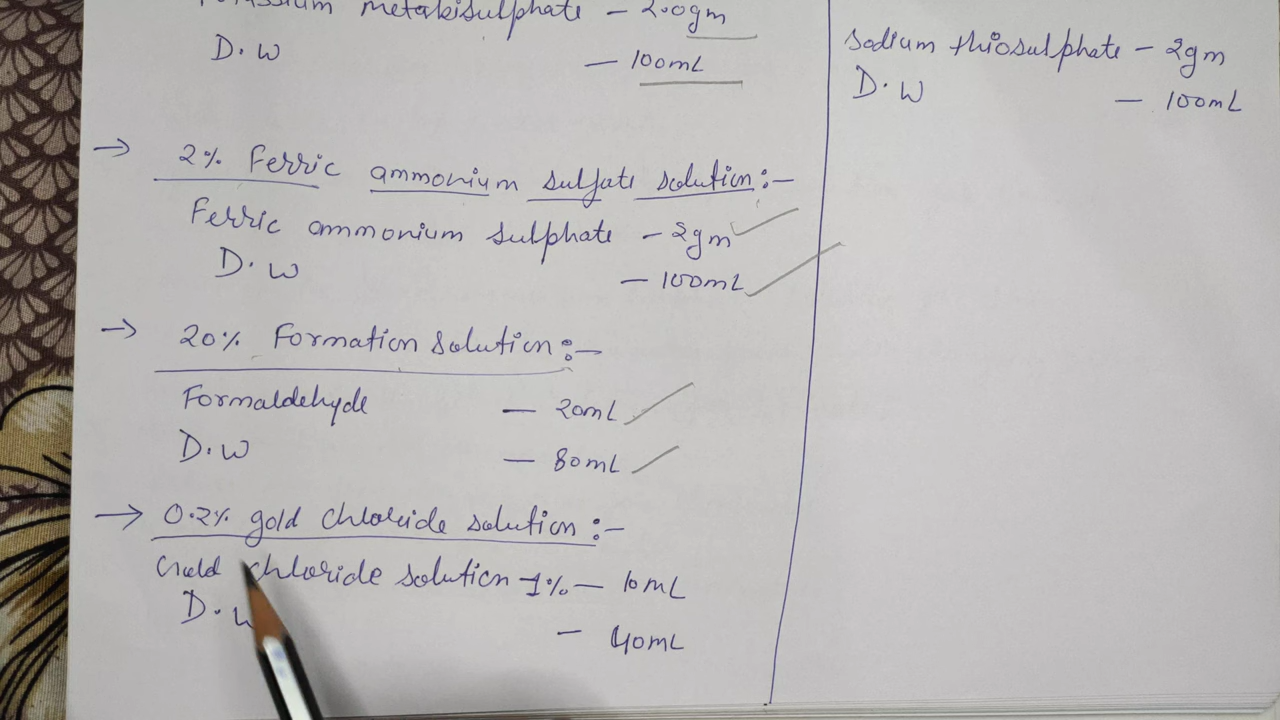 Potassium metabisulphate – 2.0gm
D.W – 100mL
→ 2% Ferric ammonium sulfate solution:–
Ferric ammonium sulphate – 2gm
D.W – 100mL
→ 20% Formation solution:–
Formaldehyde – 20mL
D.W – 80mL
→ 0.2% gold chloride solution:–
Gold chloride solution 1% – 10mL
D.W – 40mL
Sodium thiosulphate – 2gm
D.W – 100mL